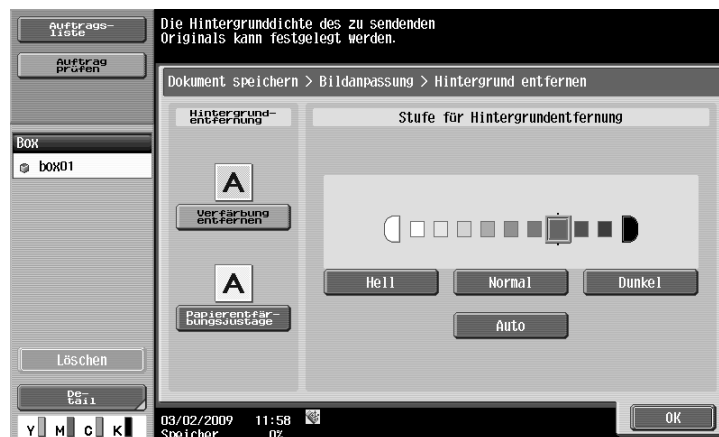 Auftrags-
liste
Auftrag
prüfen
Die Hintergrunddichte des zu sendenden
Originals kann festgelegt werden.
Dokument speichern > Bildanpassung > Hintergrund entfernen
Hintergrund-
entfernung
Stufe für Hintergrundentfernung
Box
box01
A
Verfärbung
entfernen
A
Papierentfär-
bungsjustage
Hell
Normal
Dunkel
Auto
Löschen
De-
tail
Y M C K
03/02/2009 11:58
Speicher 0%
OK